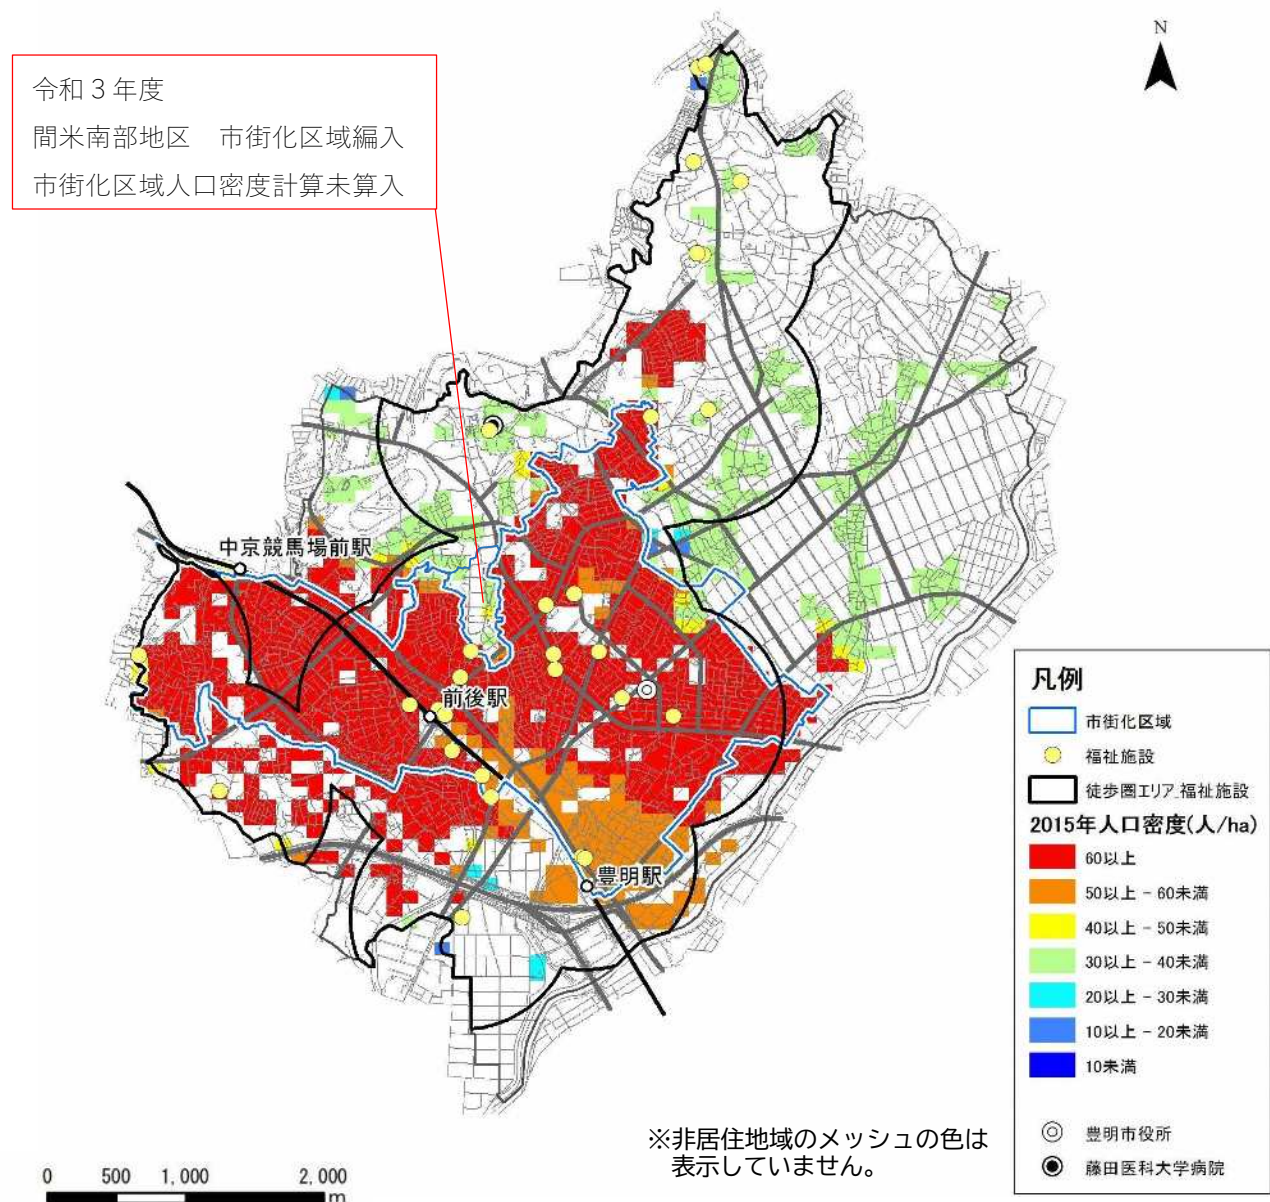 令和３年度
間米南部地区　市街化区域編入
市街化区域人口密度計算未算入
N
中京競馬場前駅
前後駅
豊明駅
凡例
市街化区域
福祉施設
徒歩圏エリア_福祉施設
2015年人口密度(人/ha)
60以上
50以上 - 60未満
40以上 - 50未満
30以上 - 40未満
20以上 - 30未満
10以上 - 20未満
10未満
豊明市役所
藤田医科大学病院
※非居住地域のメッシュの色は
表示していません。
0 500 1,000 2,000
m